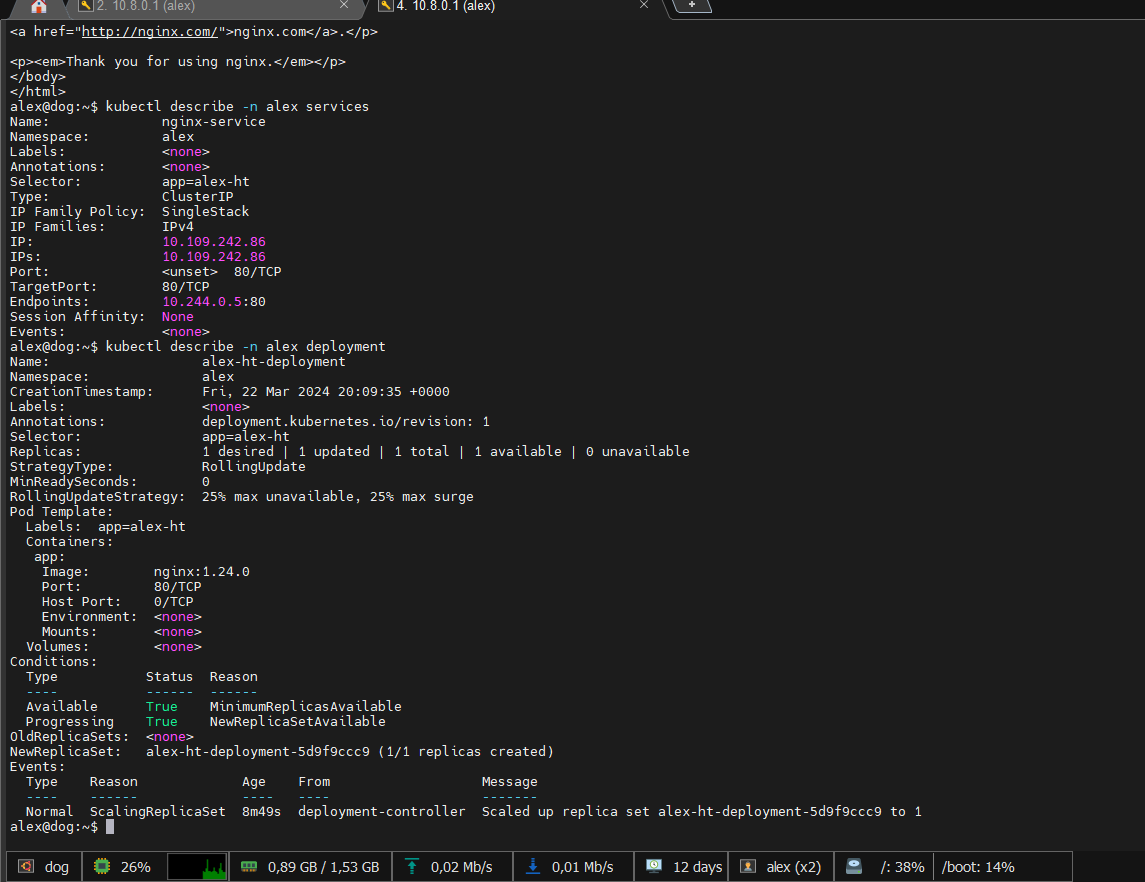 2. 10.8.0.1 (alex)
4. 10.8.0.1 (alex)
<a href="http://nginx.com/">nginx.com</a>.</p>
<p><em>Thank you for using nginx.</em></p>
</body>
</html>
alex@dog:~$ kubectl describe -n alex services
Name:              nginx-service
Namespace:         alex
Labels:            <none>
Annotations:       <none>
Selector:          app=alex-ht
Type:              ClusterIP
IP Family Policy:  SingleStack
IP Families:       IPv4
IP:                10.109.242.86
IPs:               10.109.242.86
Port:              <unset>  80/TCP
TargetPort:        80/TCP
Endpoints:         10.244.0.5:80
Session Affinity:  None
Events:            <none>
alex@dog:~$ kubectl describe -n alex deployment
Name:                   alex-ht-deployment
Namespace:              alex
CreationTimestamp:      Fri, 22 Mar 2024 20:09:35 +0000
Labels:                 <none>
Annotations:            deployment.kubernetes.io/revision: 1
Selector:               app=alex-ht
Replicas:               1 desired | 1 updated | 1 total | 1 available | 0 unavailable
StrategyType:           RollingUpdate
MinReadySeconds:        0
RollingUpdateStrategy:  25% max unavailable, 25% max surge
Pod Template:
  Labels:  app=alex-ht
  Containers:
   app:
    Image:        nginx:1.24.0
    Port:         80/TCP
    Host Port:    0/TCP
    Environment:  <none>
    Mounts:       <none>
  Volumes:        <none>
Conditions:
  Type           Status  Reason
  ----           ------  ------
  Available      True    MinimumReplicasAvailable
  Progressing    True    NewReplicaSetAvailable
OldReplicaSets:  <none>
NewReplicaSet:   alex-ht-deployment-5d9f9ccc9 (1/1 replicas created)
Events:
  Type    Reason             Age    From                   Message
  ----    ------             ----   ----                   -------
  Normal  ScalingReplicaSet  8m49s  deployment-controller  Scaled up replica set alex-ht-deployment-5d9f9ccc9 to 1
alex@dog:~$
dog 26% 0,89 GB / 1,53 GB 0,02 Mb/s 0,01 Mb/s 12 days alex (x2) /: 38% /boot: 14%